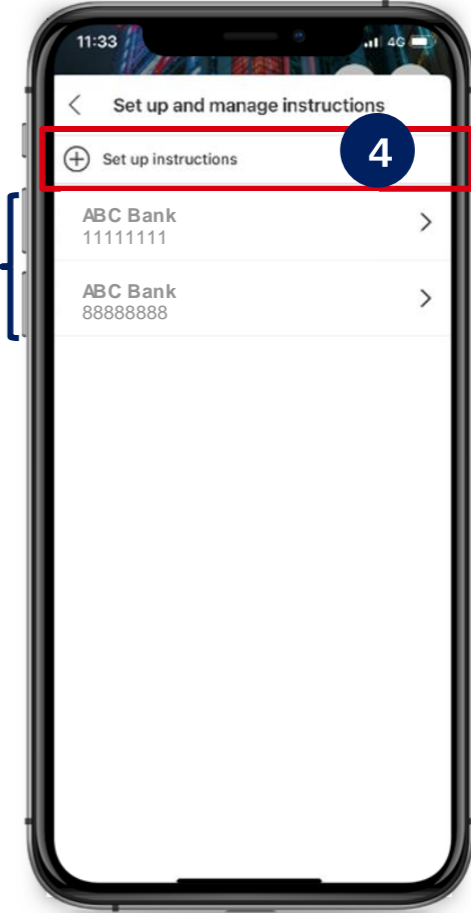 11:33
4G
Set up and manage instructions
Set up instructions
4
ABC Bank
11111111
ABC Bank
88888888